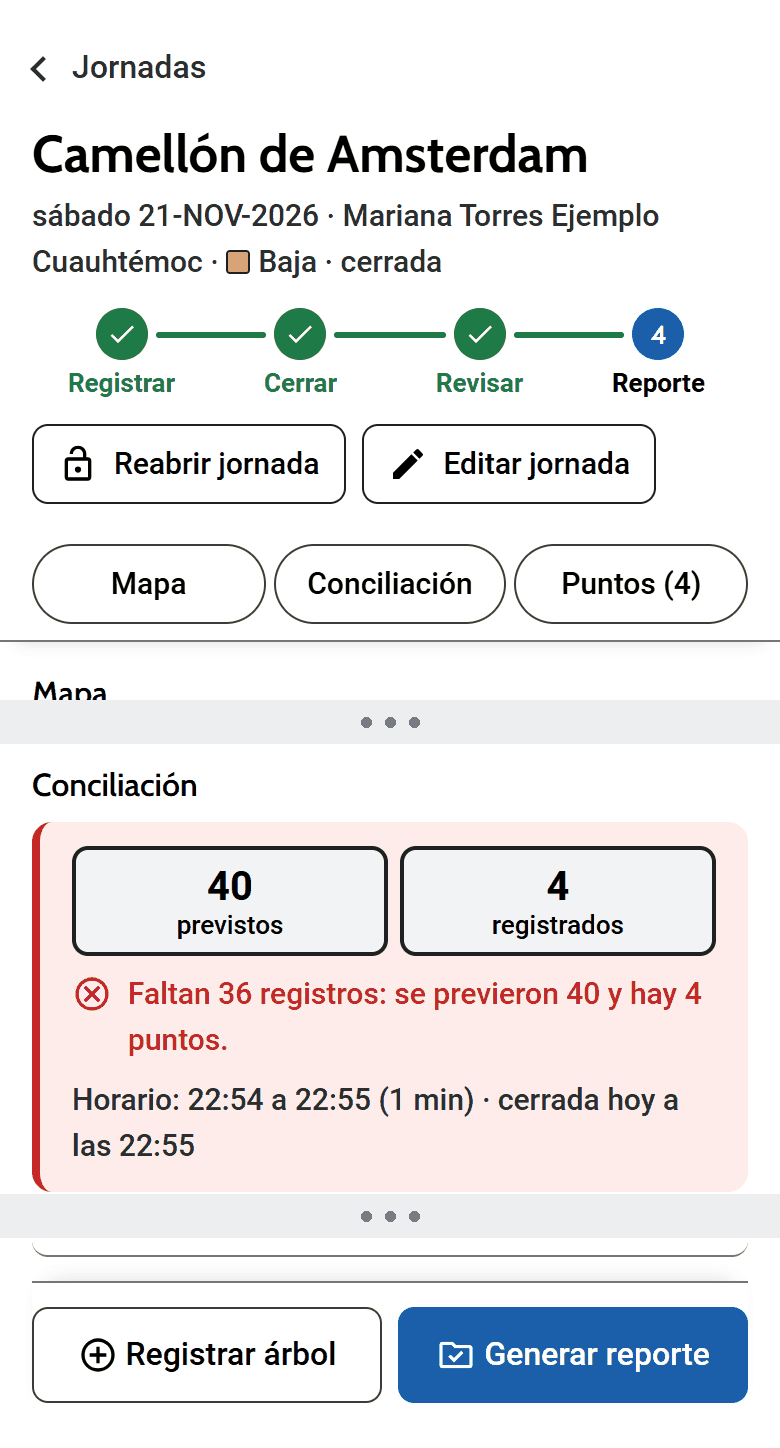 Jornadas
Camellón de Amsterdam
sábado 21-NOV-2026 · Mariana Torres Ejemplo
Cuauhtémoc · Baja · cerrada
4
Registrar Cerrar Revisar Reporte
Reabrir jornada Editar jornada
Mapa Conciliación Puntos (4)
Mapa
Conciliación
40 4
previstos registrados
Faltan 36 registros: se previeron 40 y hay 4
puntos.
Horario: 22:54 a 22:55 (1 min) · cerrada hoy a
las 22:55
Registrar árbol Generar reporte